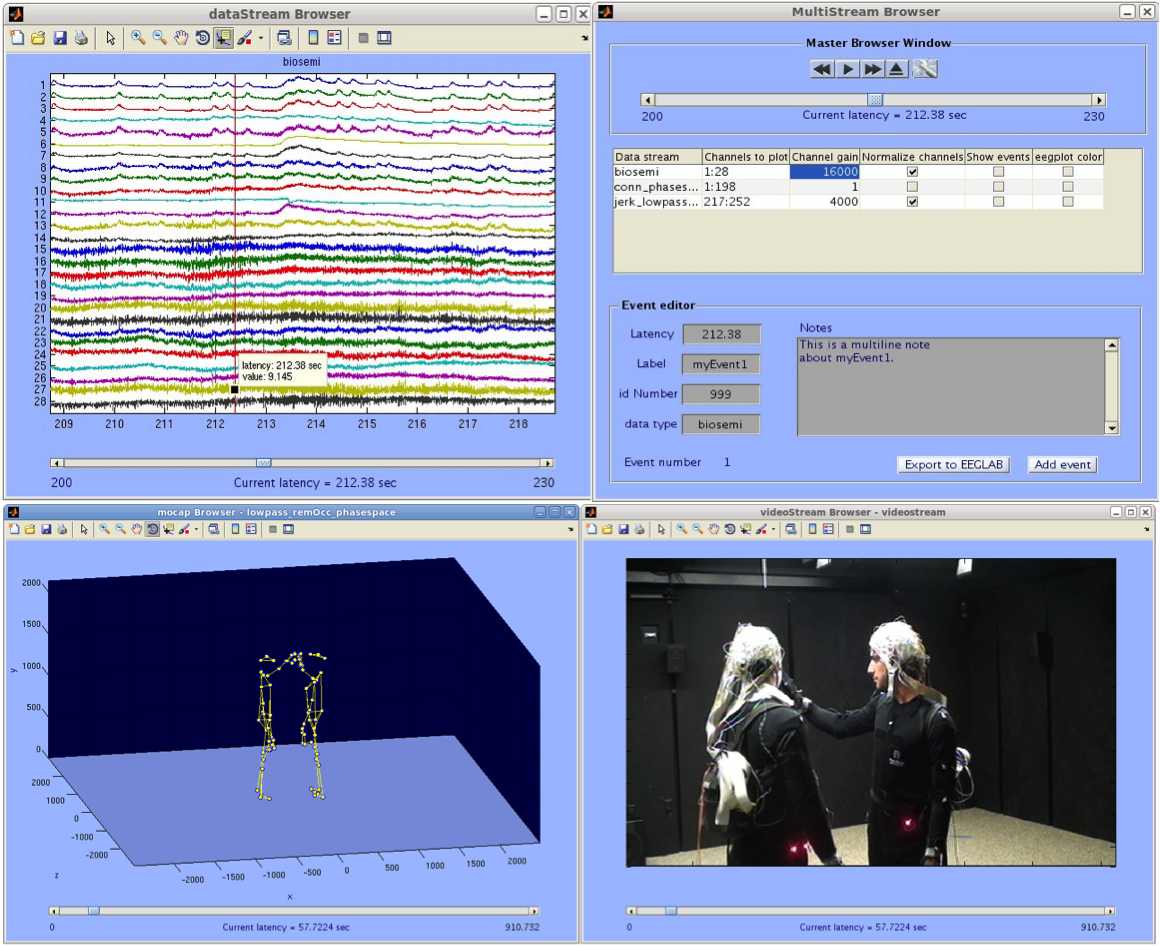 dataStream Browser
biosemi
1
2
3
4
5
6
7
8
9
10
11
12
13
14
15
16
17
18
19
20
21
22
23
24
25
26
27
28
latency: 212.38 sec
value: 9.145
209 210 211 212 213 214 215 216 217 218
200 Current latency = 212.38 sec 230
MultiStream Browser
Master Browser Window
200 Current latency = 212.38 sec 230
Data stream Channels to plot Channel gain Normalize channels Show events eegplot color
biosemi 1:28 16000
conn_phases... 1:198 1
jerk_lowpass... 217:252 4000
Event editor
Latency 212.38
Label myEvent1
id Number 999
data type biosemi
Event number 1
Notes
This is a multiline note
about myEvent1.
Export to EEGLAB Add event
mocap Browser - lowpass_remOcc_phasespace
2000
1500
1000
500
0
y
2000
1000
0
-1000
-2000
z
-2000 -1500 -1000 -500 0 500 1000 1500 2000
x
0 Current latency = 57.7224 sec 910.732
videoStream Browser - videostream
0 Current latency = 57.7224 sec 910.732